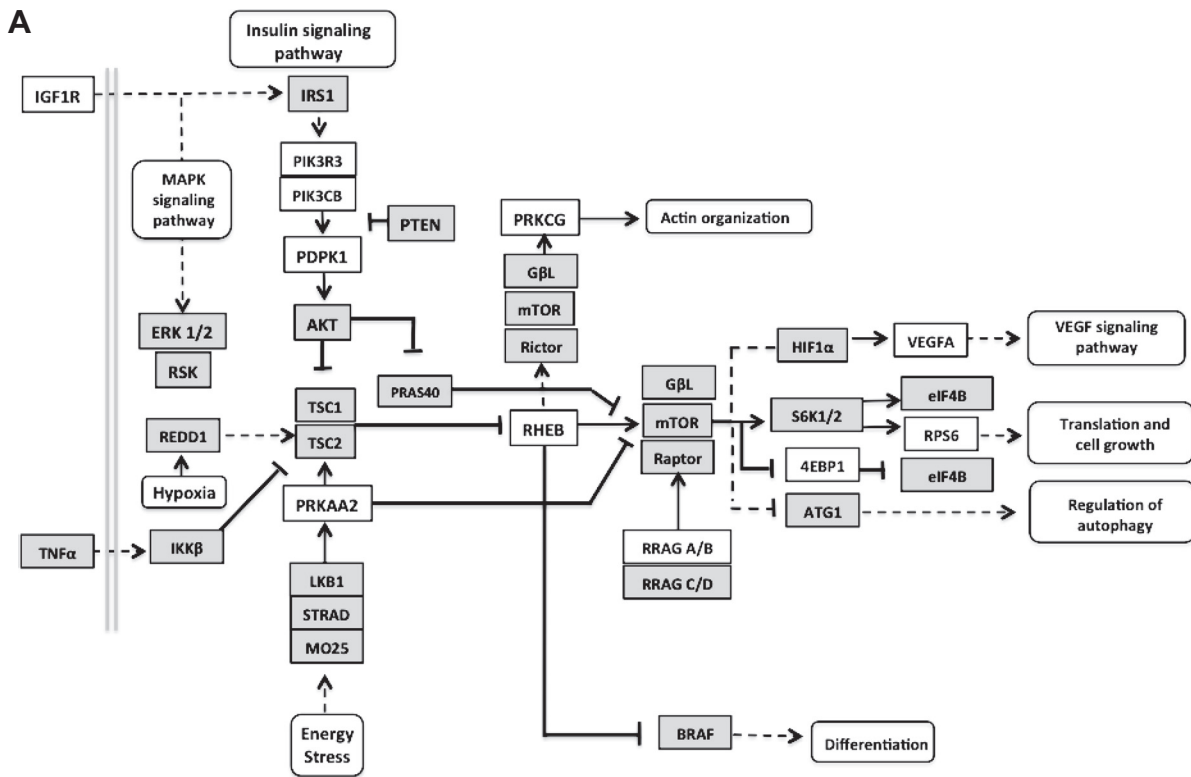 A
Insulin signaling
pathway
IGF1R
IRS1
MAPK
signaling
pathway
PIK3R3
PIK3CB
PTEN
PDPK1
PRKCG
Actin organization
GβL
mTOR
Rictor
ERK 1/2
RSK
AKT
HIF1α
VEGFA
VEGF signaling
pathway
PRAS40
GβL
mTOR
Raptor
TSC1
TSC2
REDD1
Hypoxia
RHEB
S6K1/2
eIF4B
RPS6
Translation and
cell growth
4EBP1
eIF4B
PRKAA2
ATG1
Regulation of
autophagy
TNFα
IKKβ
RRAG A/B
RRAG C/D
LKB1
STRAD
MO25
Energy
Stress
BRAF
Differentiation